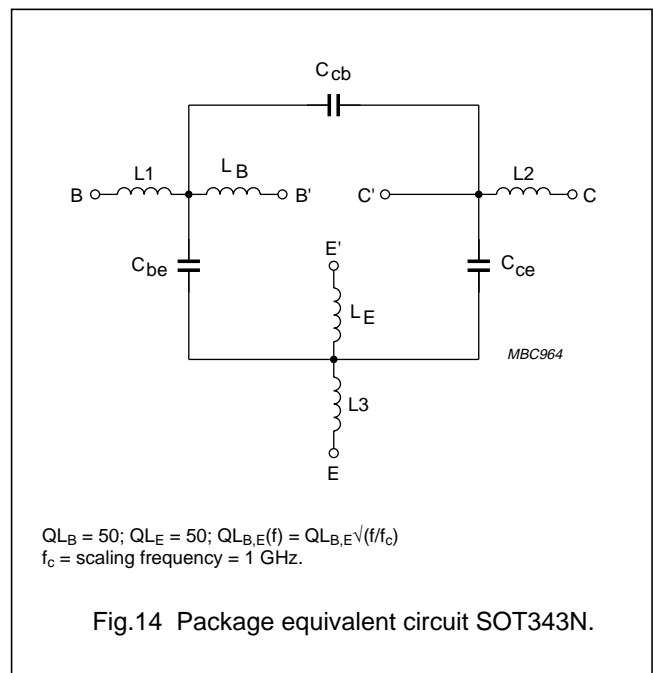 Ccb
L1
LB
L2
B
B'
C'
C
E'
Cbe
Cce
LE
MBC964
L3
E
QLB = 50; QLE = 50; QLB,E(f) = QLB,E√(f/fc)
fc = scaling frequency = 1 GHz.
Fig.14 Package equivalent circuit SOT343N.